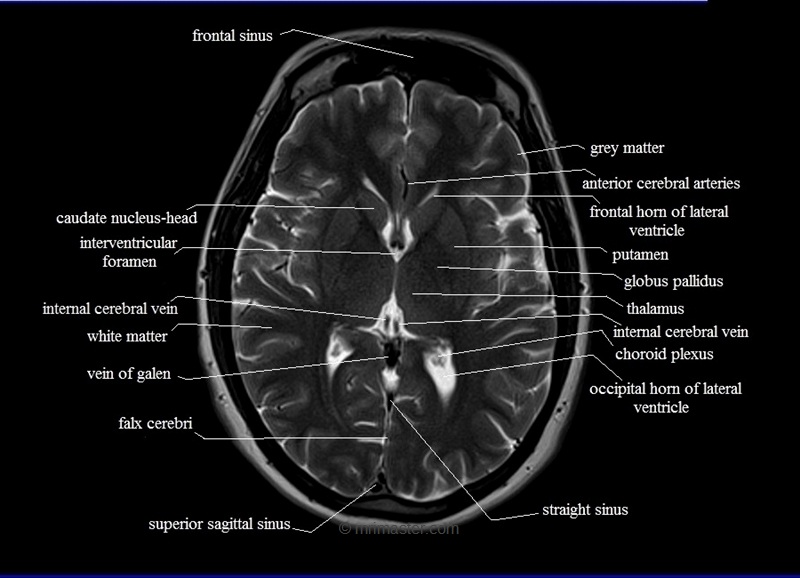 frontal sinus
grey matter
anterior cerebral arteries
caudate nucleus-head
frontal horn of lateral
ventricle
interventricular
foramen
putamen
globus pallidus
internal cerebral vein
thalamus
white matter
internal cerebral vein
choroid plexus
vein of galen
occipital horn of lateral
ventricle
falx cerebri
straight sinus
superior sagittal sinus
© mrimaster.com